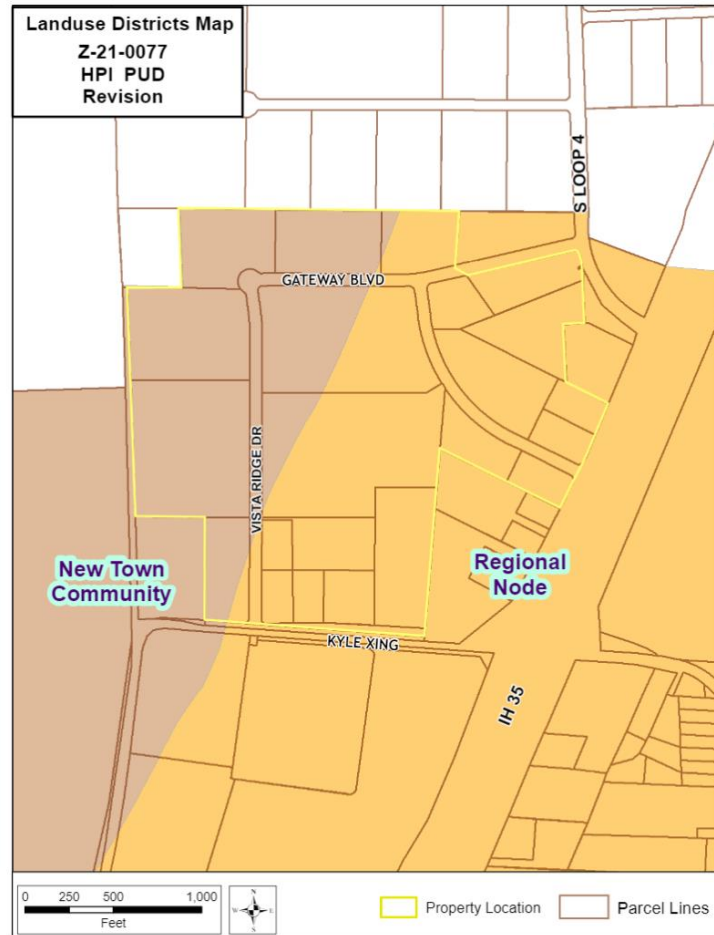 Landuse Districts Map
Z-21-0077
HPI PUD
Revision
S LOOP 4
GATEWAY BLVD
VISTA RIDGE DR
New Town
Community
Regional
Node
KYLE XING
IH 35
0 250 500 1,000
Feet
N
W E
S
Property Location
Parcel Lines